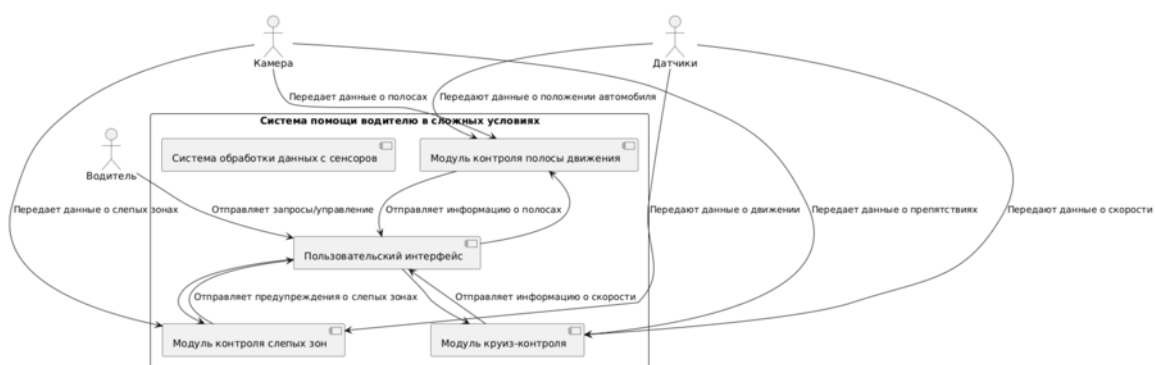 Камера
Датчики
Передает данные о полосах
Передают данные о положении автомобиля
Система помощи водителю в сложных условиях
Система обработки данных с сенсоров
Модуль контроля полосы движения
Водитель
Передает данные о слепых зонах
Отправляет запросы/управление
Отправляет информацию о полосах
Передают данные о движении
Передает данные о препятствиях
Передают данные о скорости
Пользовательский интерфейс
Отправляет предупреждения о слепых зонах
Отправляет информацию о скорости
Модуль контроля слепых зон
Модуль круиз-контроля